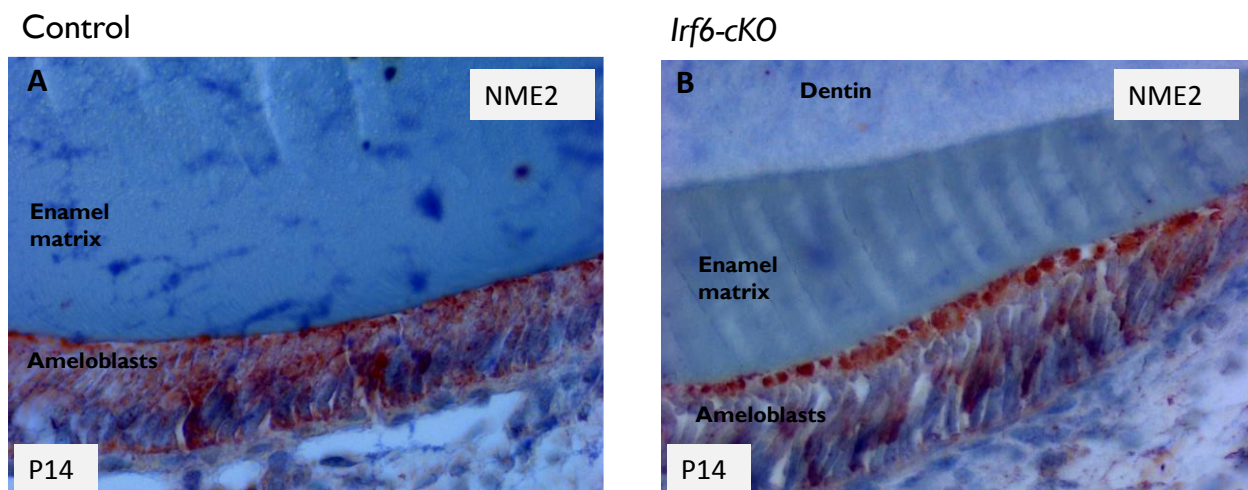 Control
A
NME2
Enamel
matrix
Ameloblasts
P14
Irf6-cKO
B
Dentin
NME2
Enamel
matrix
Ameloblasts
P14